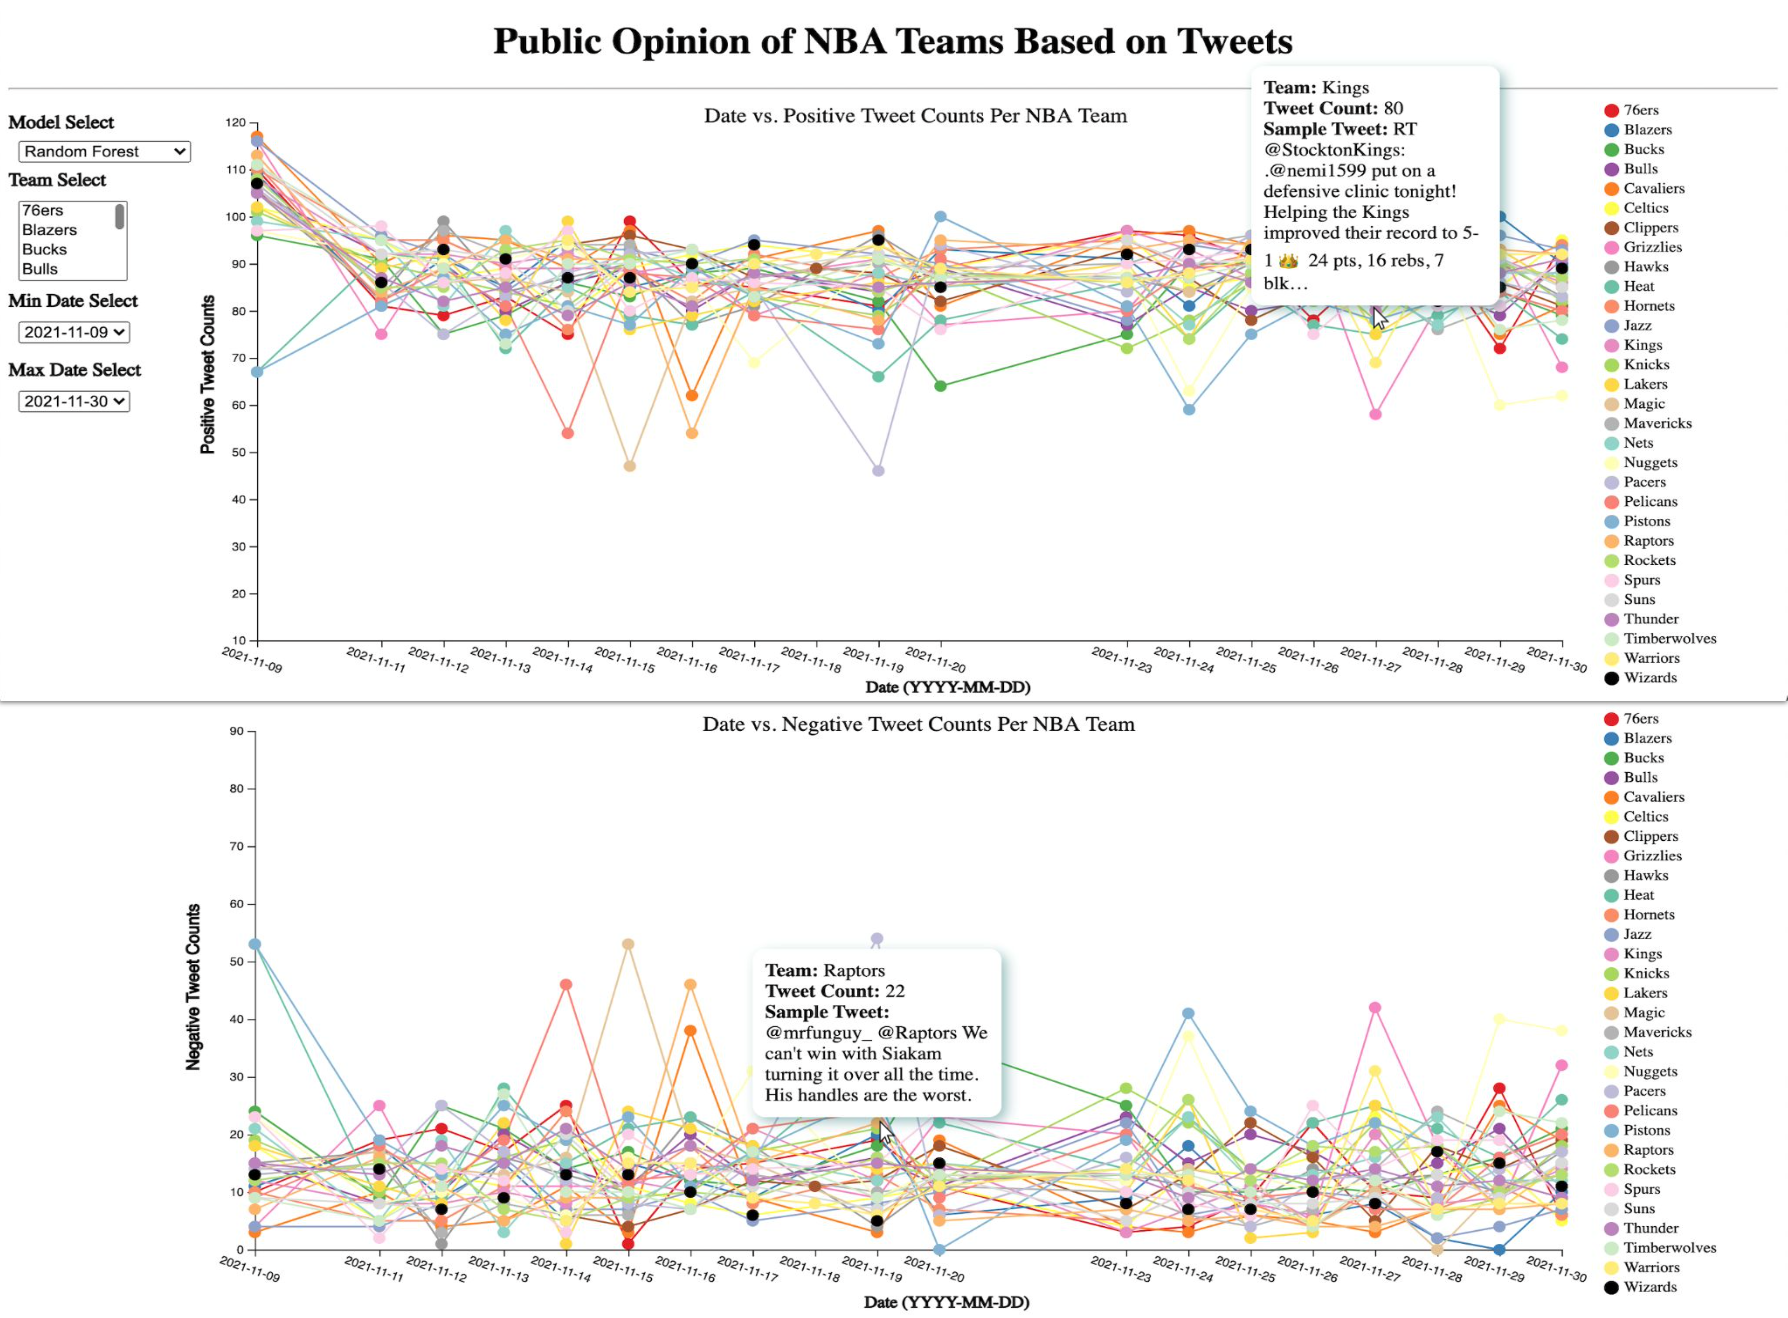 Public Opinion of NBA Teams Based on Tweets
Model Select
Random Forest
Team Select
76ers
Blazers
Bucks
Bulls
Min Date Select
2021-11-09
Max Date Select
2021-11-30
Date vs. Positive Tweet Counts Per NBA Team
Positive Tweet Counts
120
110
100
90
80
70
60
50
40
30
20
10
2021-11-09
2021-11-11
2021-11-12
2021-11-13
2021-11-14
2021-11-15
2021-11-16
2021-11-17
2021-11-18
2021-11-19
2021-11-20
2021-11-23
2021-11-24
2021-11-25
2021-11-26
2021-11-27
2021-11-28
2021-11-29
2021-11-30
Date (YYYY-MM-DD)
Team: Kings
Tweet Count: 80
Sample Tweet: RT
@StocktonKings:
.@nemi1599 put on a
defensive clinic tonight!
Helping the Kings
improved their record to 5-
1 👑 24 pts, 16 rebs, 7
blk…
76ers
Blazers
Bucks
Bulls
Cavaliers
Celtics
Clippers
Grizzlies
Hawks
Heat
Hornets
Jazz
Kings
Knicks
Lakers
Magic
Mavericks
Nets
Nuggets
Pacers
Pelicans
Pistons
Raptors
Rockets
Spurs
Suns
Thunder
Timberwolves
Warriors
Wizards
Date vs. Negative Tweet Counts Per NBA Team
Negative Tweet Counts
90
80
70
60
50
40
30
20
10
0
2021-11-09
2021-11-11
2021-11-12
2021-11-13
2021-11-14
2021-11-15
2021-11-16
2021-11-17
2021-11-18
2021-11-19
2021-11-20
2021-11-23
2021-11-24
2021-11-25
2021-11-26
2021-11-27
2021-11-28
2021-11-29
2021-11-30
Date (YYYY-MM-DD)
Team: Raptors
Tweet Count: 22
Sample Tweet:
@mrfunguy_ @Raptors We
can't win with Siakam
turning it over all the time.
His handles are the worst.
76ers
Blazers
Bucks
Bulls
Cavaliers
Celtics
Clippers
Grizzlies
Hawks
Heat
Hornets
Jazz
Kings
Knicks
Lakers
Magic
Mavericks
Nets
Nuggets
Pacers
Pelicans
Pistons
Raptors
Rockets
Spurs
Suns
Thunder
Timberwolves
Warriors
Wizards